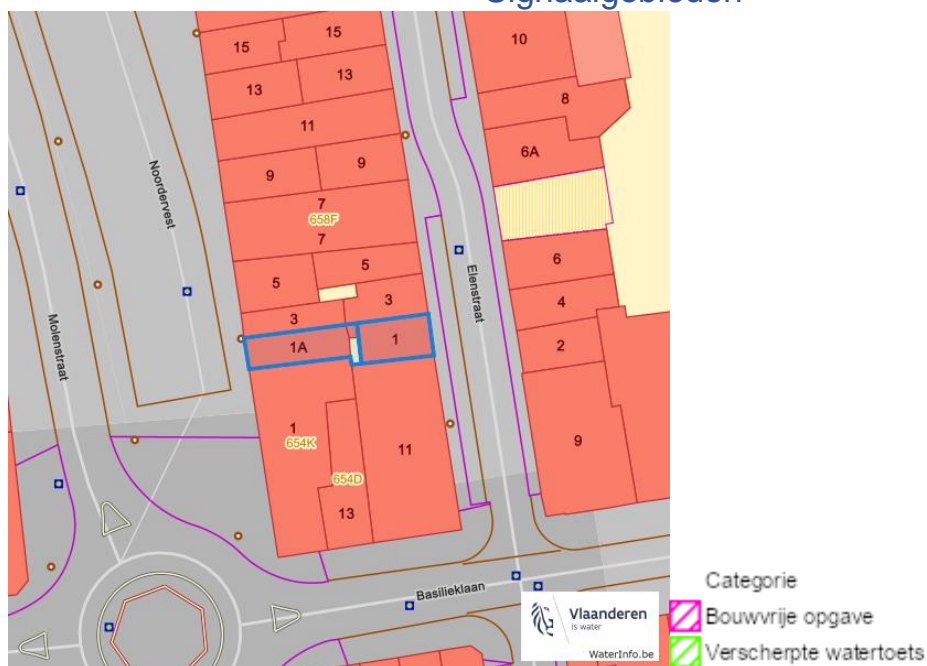 Signaalgebieden
15
15
10
13
13
8
11
6A
9
9
Noordervest
7
658F
7
5
5
6
Elenstraat
3
3
4
1A
1
2
Molenstraat
1
654K
11
9
654D
13
Basilieklaan
Vlaanderen
is water
WaterInfo.be
Categorie
Bouwvrije opgave
Verscherpte watertoets